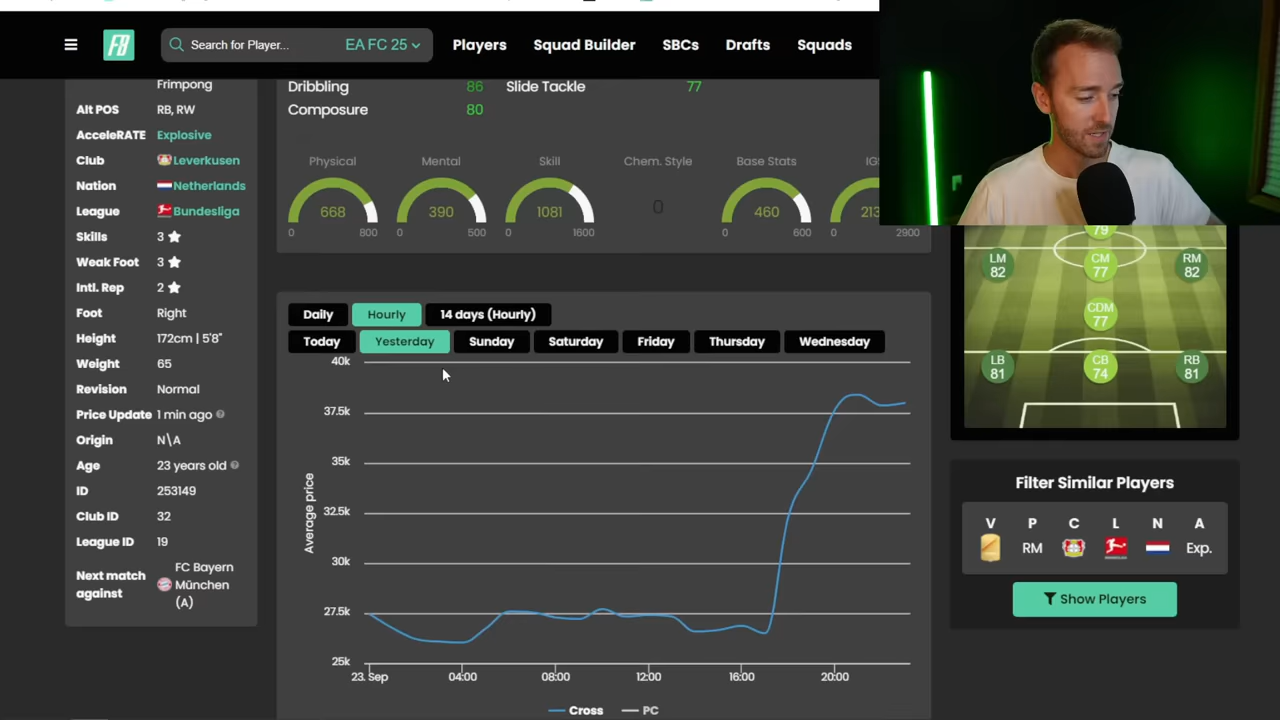 FB
Search for Player...
EA FC 25
Players
Squad Builder
SBCs
Drafts
Squads
Frimpong
Alt POS RB, RW
AcceleRATE Explosive
Club Leverkusen
Nation Netherlands
League Bundesliga
Skills 3
Weak Foot 3
Intl. Rep 2
Foot Right
Height 172cm | 5'8"
Weight 65
Revision Normal
Price Update 1 min ago
Origin N\A
Age 23 years old
ID 253149
Club ID 32
League ID 19
Next match against FC Bayern München (A)
Dribbling 86 Slide Tackle 77
Composure 80
Physical Mental Skill Chem. Style Base Stats
668 390 1081 0 460
0 800 0 500 0 1600 0 600 0 2900
Daily Hourly 14 days (Hourly)
Today Yesterday Sunday Saturday Friday Thursday Wednesday
40k
37.5k
35k
32.5k
30k
27.5k
25k
Average price
23. Sep 04:00 08:00 12:00 16:00 20:00
Cross PC
79
LM CM RM
82 77 82
CDM
77
LB CB RB
81 74 81
Filter Similar Players
V P C L N A
RM Exp.
Show Players